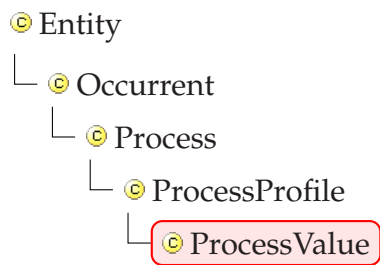 © Entity
© Occurrent
© Process
© ProcessProfile
© ProcessValue